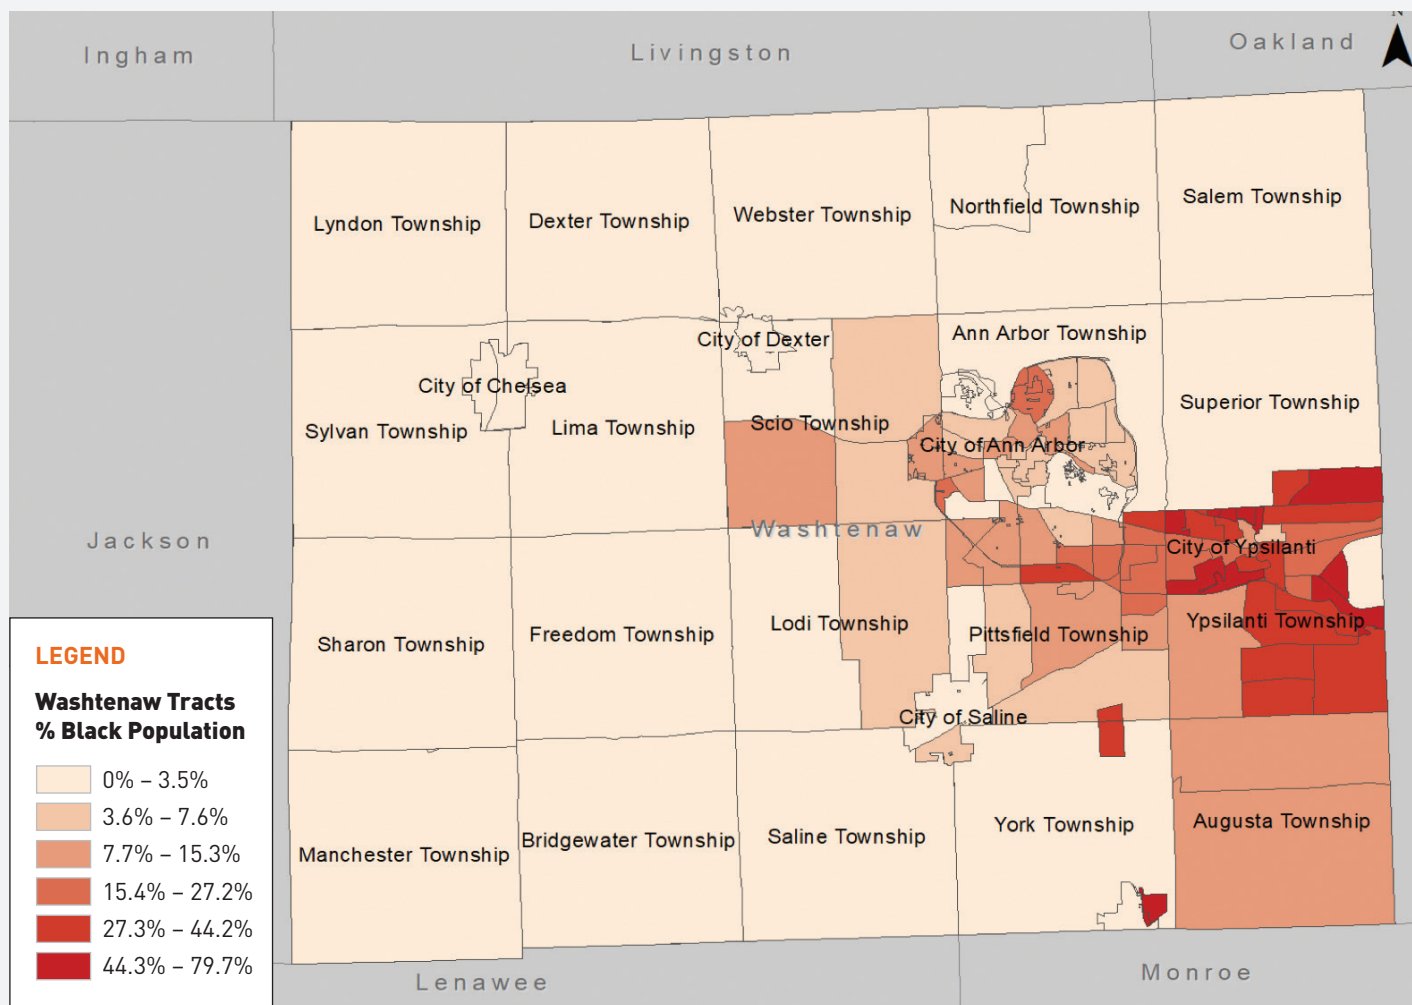 N
Ingham
Livingston
Oakland
Lyndon Township
Dexter Township
Webster Township
Northfield Township
Salem Township
City of Dexter
Ann Arbor Township
City of Chelsea
Superior Township
Sylvan Township
Lima Township
Scio Township
City of Ann Arbor
Jackson
Washtenaw
City of Ypsilanti
Sharon Township
Freedom Township
Lodi Township
Pittsfield Township
Ypsilanti Township
City of Saline
Manchester Township
Bridgewater Township
Saline Township
York Township
Augusta Township
Lenawee
Monroe
LEGEND
Washtenaw Tracts
% Black Population
0% – 3.5%
3.6% – 7.6%
7.7% – 15.3%
15.4% – 27.2%
27.3% – 44.2%
44.3% – 79.7%